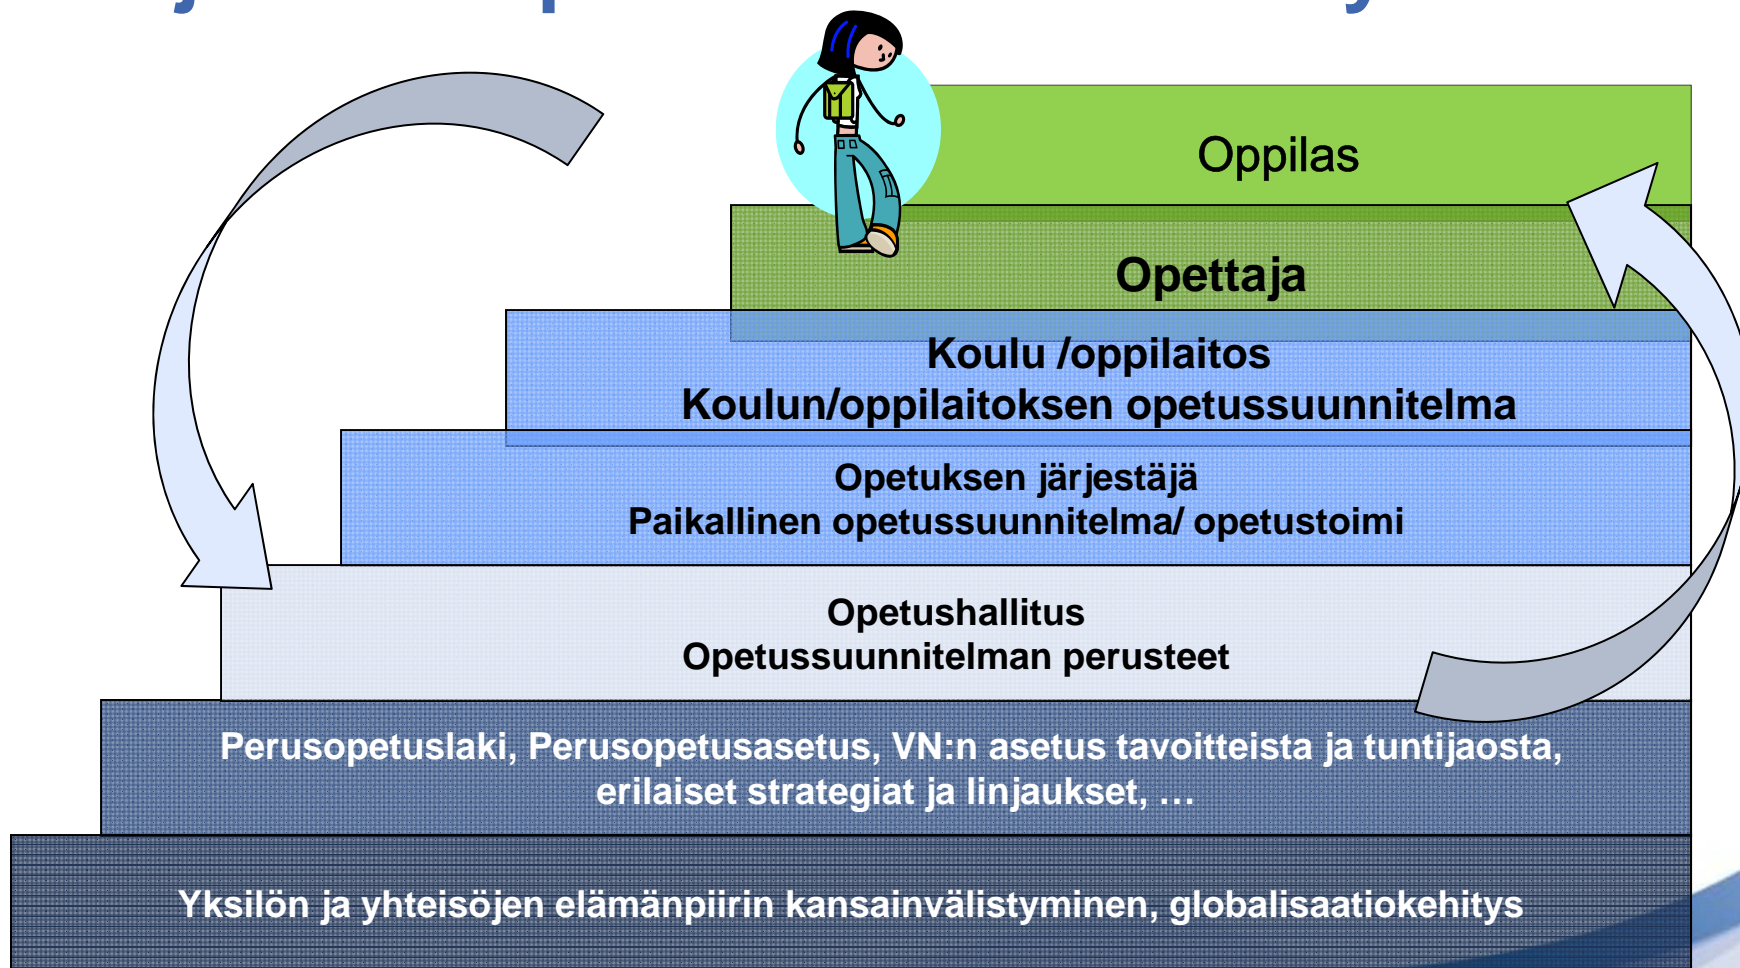 Oppilas
Opettaja
Koulu /oppilaitos
Koulun/oppilaitoksen opetussuunnitelma
Opetuksen järjestäjä
Paikallinen opetussuunnitelma/ opetustoimi
Opetushallitus
Opetussuunnitelman perusteet
Perusopetuslaki, Perusopetusasetus, VN:n asetus tavoitteista ja tuntijaosta,
erilaiset strategiat ja linjaukset, …
Yksilön ja yhteisöjen elämänpiirin kansainvälistyminen, globalisaatiokehitys